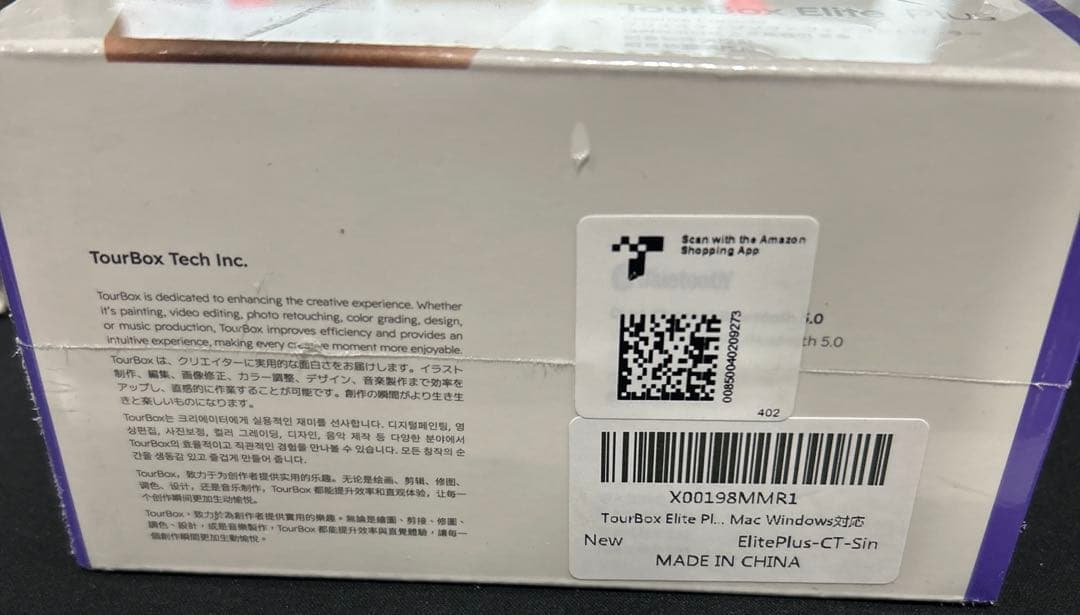 TourBox Elite Plus
TourBox Tech Inc.
TourBox is dedicated to enhancing the creative experience. Whether
it's painting, video editing, photo retouching, color grading, design,
or music production, TourBox improves efficiency and provides an
intuitive experience, making every moment more enjoyable.
TourBox は、クリエイターに実用的な面白さをお届けします。イラスト
制作、編集、画像修正、カラー調整、デザイン、音楽製作まで効率を
アップし、直感的に作業することが可能です。創作の瞬間がより生き生
きと楽しいものになります。
TourBox는 크리에이터에게 실용적인 재미를 선사합니다. 디지털페인팅, 영
상편집, 사진보정, 컬러 그레이딩, 디자인, 음악 제작 등 다양한 분야에서
TourBox의 효율적이고 직관적인 경험을 만나볼 수 있습니다. 모든 창작의 순
간을 생동감 있고 즐겁게 만들어 줍니다.
TourBox，致力于为创作者提供实用的乐趣。无论是绘画、剪辑、修图、
调色、设计，还是音乐制作，TourBox 都能提升效率和直观体验，让每一
个创作瞬间更加生动愉悦。
TourBox，致力於為創作者提供實用的樂趣。無論是繪圖、剪接、修圖、
調色、設計，或是音樂製作，TourBox 都能提升效率與直覺體驗，讓每一
個創作瞬間更加生動愉悅。
Scan with the Amazon
Shopping App
5.0
th 5.0
00850040209273
402
X00198MMR1
TourBox Elite Pl... Mac Windows対応
New ElitePlus-CT-Sin
MADE IN CHINA